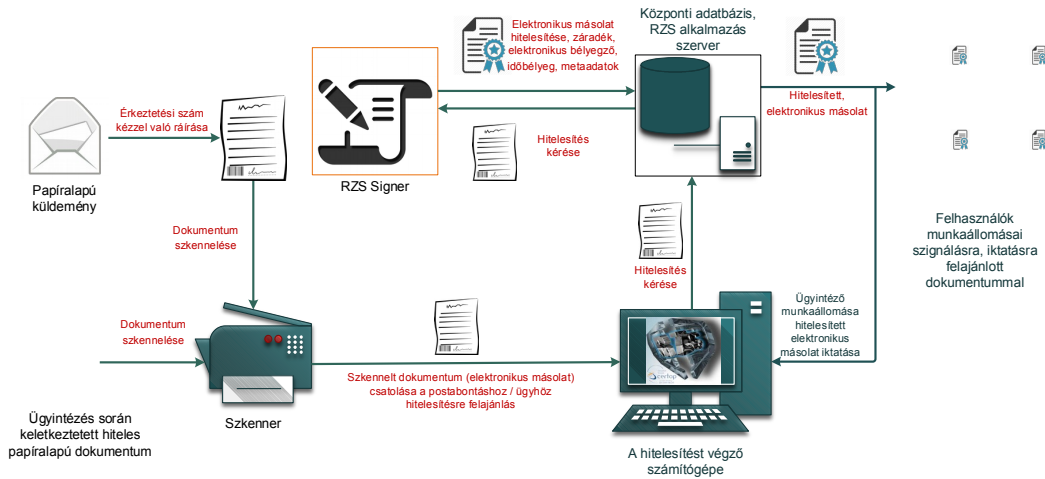 Elektronikus másolat
hitelesítése, záradék,
elektronikus bélyegző,
időbélyeg, metaadatok
Központi adatbázis,
RZS alkalmazás
szerver
Hitelesített,
elektronikus másolat
Érkeztetési szám
kézzel való ráírása
Hitelesítés
kérése
Papíralapú
küldemény
RZS Signer
Dokumentum
szkennelése
Hitelesítés
kérése
Felhasználók
munkaállomásai
szignálásra, iktatásra
felajánlott
dokumentummal
Ügyintéző
munkaállomása
hitelesített
elektronikus
másolat iktatása
Dokumentum
szkennelése
Szkennelt dokumentum (elektronikus másolat)
csatolása a postabontáshoz / ügyhöz
hitelesítésre felajánlás
Ügyintézés során
keletkeztetett hiteles
papíralapú dokumentum
Szkenner
A hitelesítést végző
számítógépe